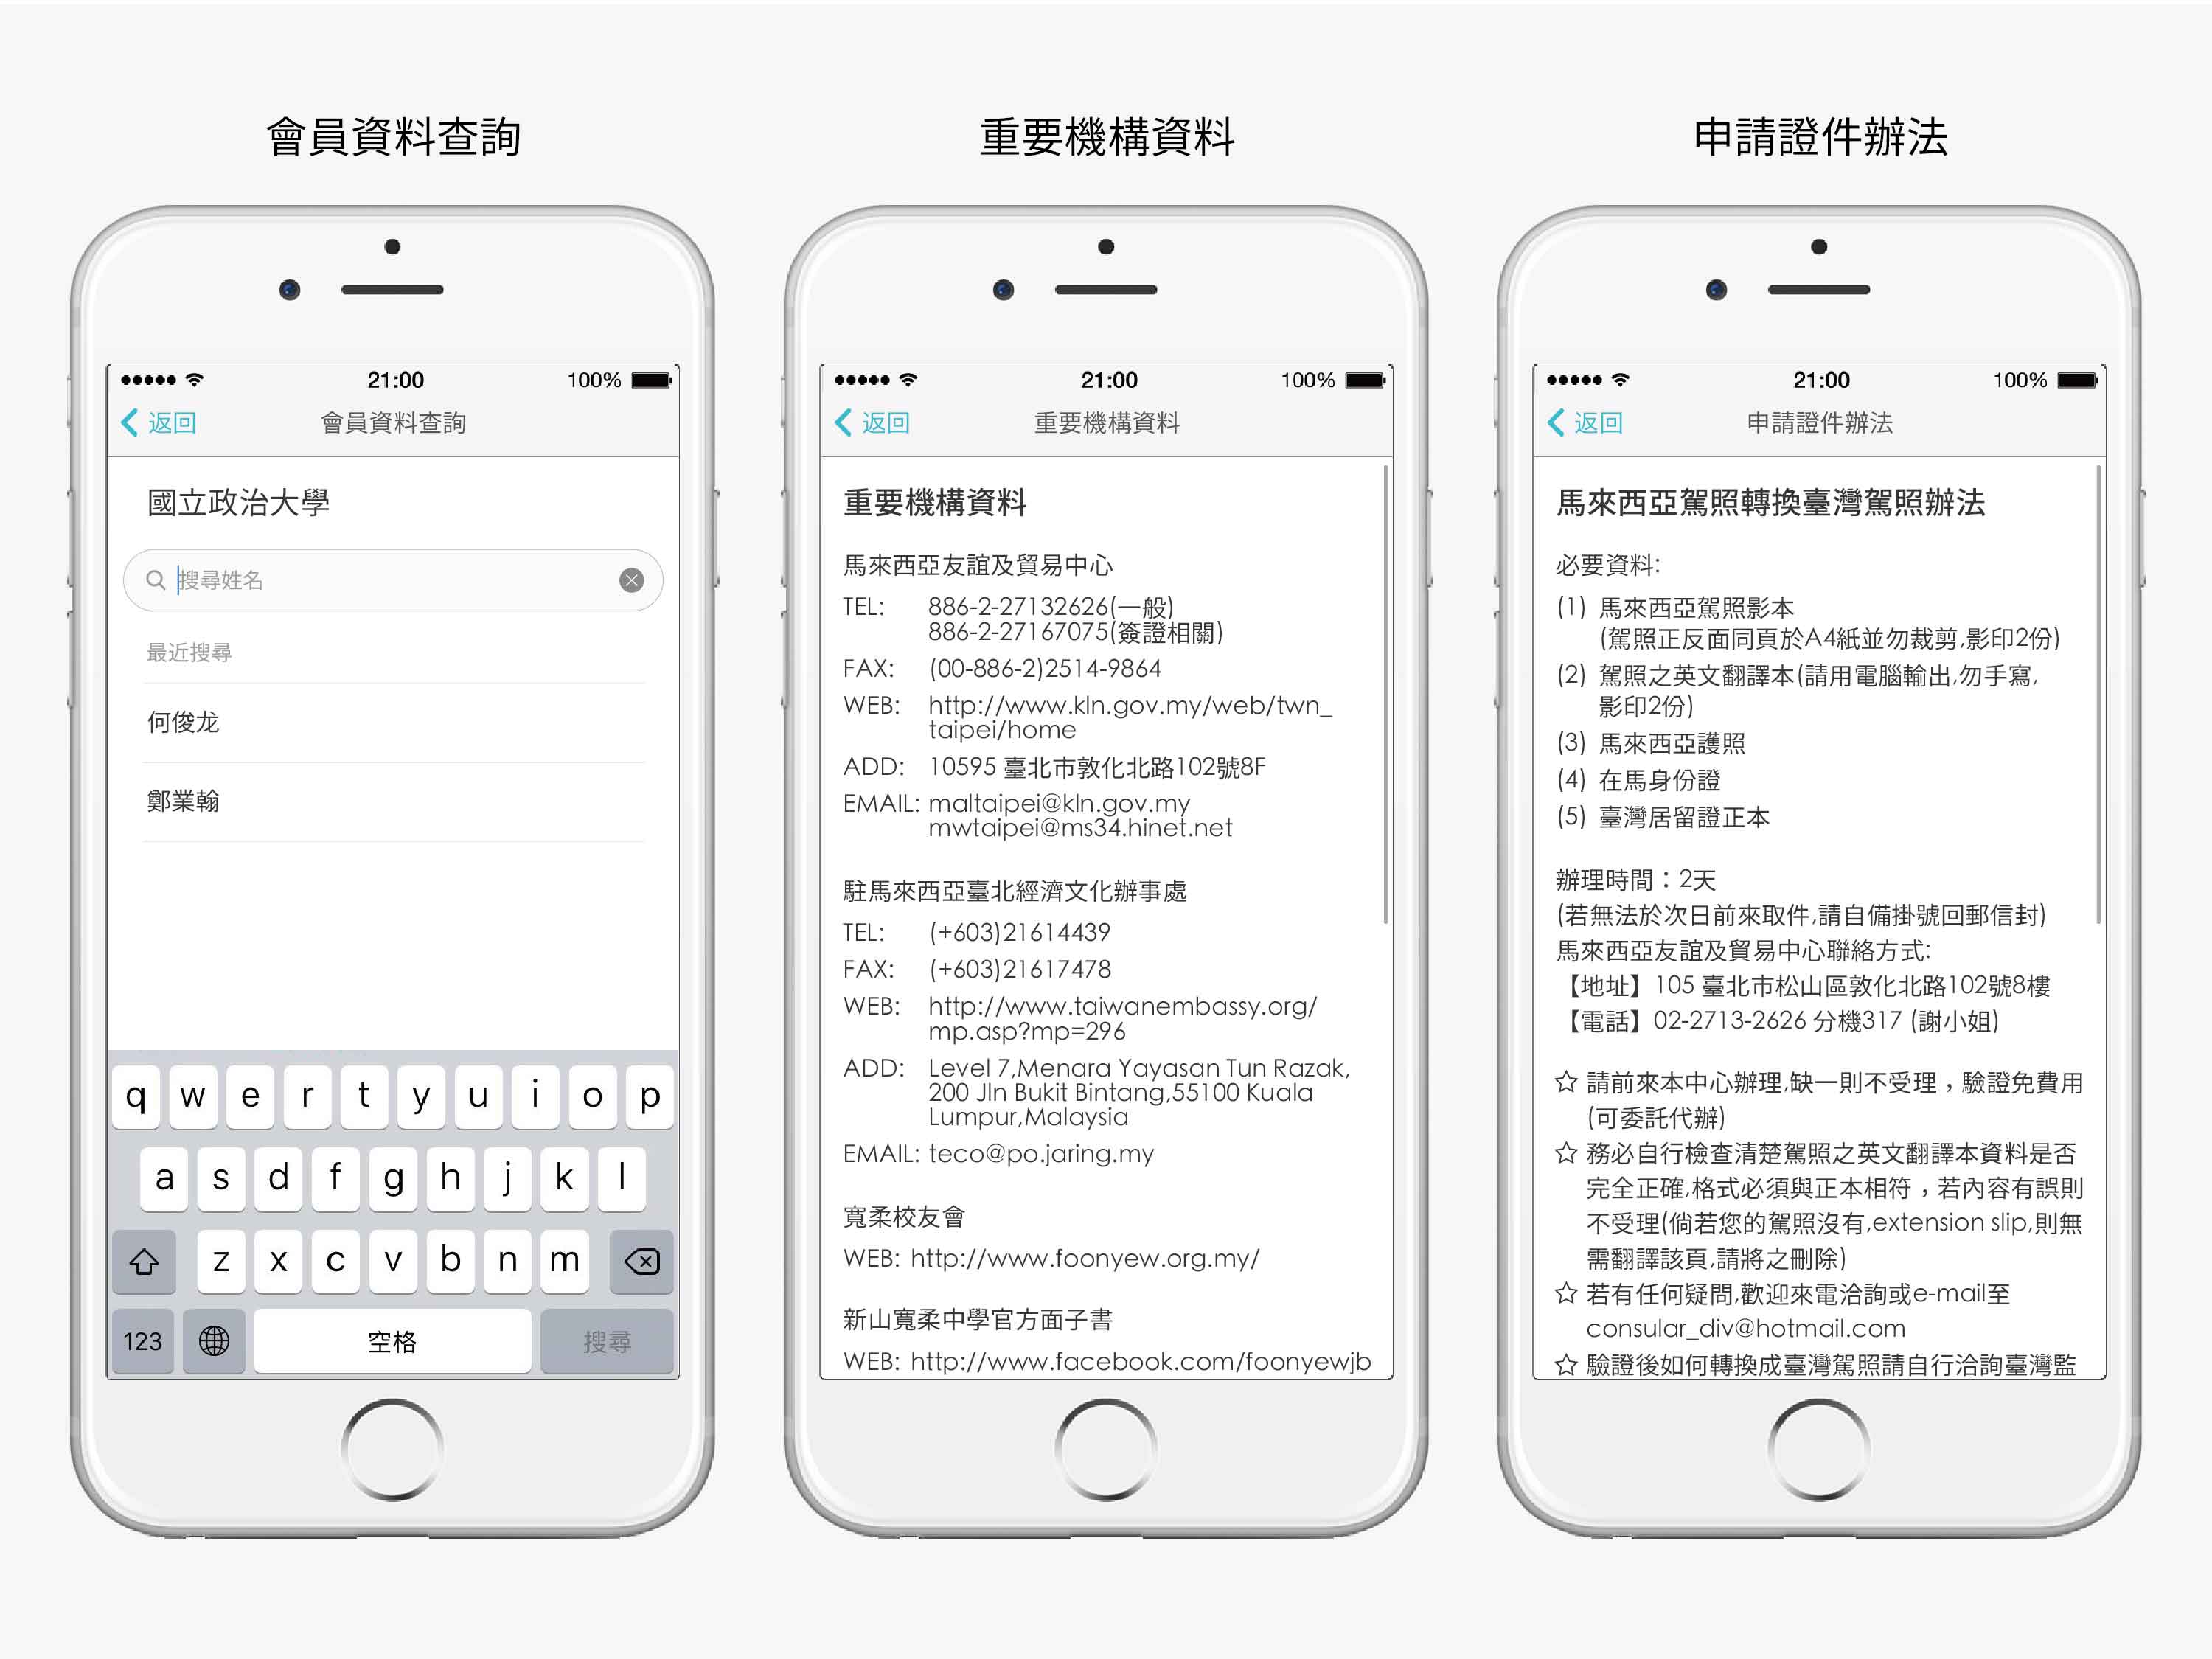 會員資料查詢
21:00
100%
返回
會員資料查詢
國立政治大學
搜尋姓名
最近搜尋
何俊龙
鄭業翰
q w e r t y u i o p
a s d f g h j k l
z x c v b n m
123 空格 搜尋
重要機構資料
21:00
100%
返回
重要機構資料
重要機構資料
馬來西亞友誼及貿易中心
TEL: 886-2-27132626(一般)
886-2-27167075(簽證相關)
FAX: (00-886-2)2514-9864
WEB: http://www.kln.gov.my/web/twn_
taipei/home
ADD: 10595 臺北市敦化北路102號8F
EMAIL: maltaipei@kln.gov.my
mwtaipei@ms34.hinet.net
駐馬來西亞臺北經濟文化辦事處
TEL: (+603)21614439
FAX: (+603)21617478
WEB: http://www.taiwanembassy.org/
mp.asp?mp=296
ADD: Level 7,Menara Yayasan Tun Razak,
200 Jln Bukit Bintang,55100 Kuala
Lumpur,Malaysia
EMAIL: teco@po.jaring.my
寬柔校友會
WEB: http://www.foonyew.org.my/
新山寬柔中學官方面子書
WEB: http://www.facebook.com/foonyewjb
申請證件辦法
21:00
100%
返回
申請證件辦法
馬來西亞駕照轉換臺灣駕照辦法
必要資料:
(1) 馬來西亞駕照影本
(駕照正反面同頁於A4紙並勿裁剪,影印2份)
(2) 駕照之英文翻譯本(請用電腦輸出,勿手寫,
影印2份)
(3) 馬來西亞護照
(4) 在馬身份證
(5) 臺灣居留證正本
辦理時間：2天
(若無法於次日前來取件,請自備掛號回郵信封)
馬來西亞友誼及貿易中心聯絡方式:
【地址】105 臺北市松山區敦化北路102號8樓
【電話】02-2713-2626 分機317 (謝小姐)
☆ 請前來本中心辦理,缺一則不受理，驗證免費用
(可委託代辦)
☆ 務必自行檢查清楚駕照之英文翻譯本資料是否
完全正確,格式必須與正本相符，若內容有誤則
不受理(倘若您的駕照沒有,extension slip,則無
需翻譯該頁,請將之刪除)
☆ 若有任何疑問,歡迎來電洽詢或e-mail至
consular_div@hotmail.com
☆ 驗證後如何轉換成臺灣駕照請自行洽詢臺灣監